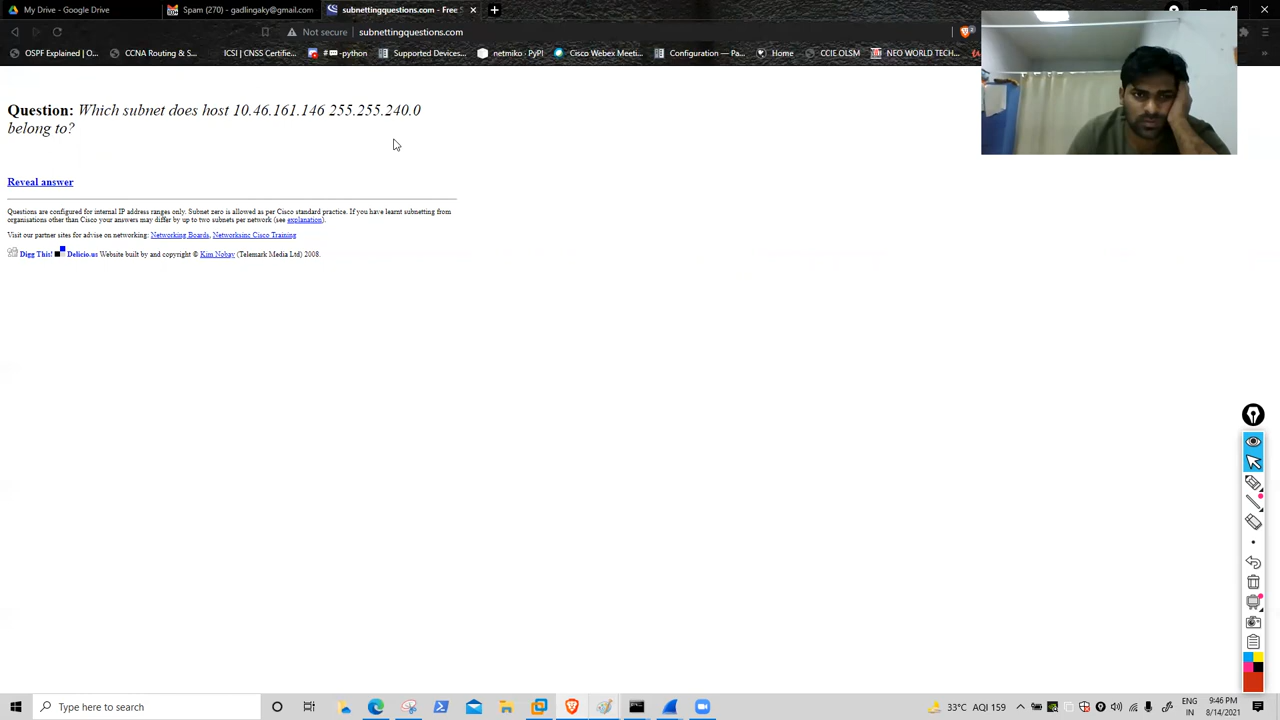 My Drive - Google Drive
Spam (70) - gadlingaky@gmail.com
subnettingquestions.com - Free S
Not secure
subnettingquestions.com
OSPF Explained | O...
CCNA Routing & S...
ICSI | CNSS Certifie...
-python
Supported Devices...
netmiko · PyPI
Cisco Webex Meeti...
Configuration — Pa...
Home
CCIE OLSM
NEO WORLD TECH...
Question: Which subnet does host 10.46.161.146 255.255.240.0
belong to?
Reveal answer
Questions are configured for internal IP address ranges only. Subnet zero is allowed as per Cisco standard practice. If you have learnt subnetting from
organisations other than Cisco your answers may differ by up to two subnets per network (see explanation).
Visit our partner sites for advise on networking: Networking Boards, Networksinc Cisco Training
Digg This! Delicio.us Website built by and copyright © Kim Nobay (Telemark Media Ltd) 2008.
Type here to search
33°C AQI 159
ENG
IN
9:46 PM
8/14/2021